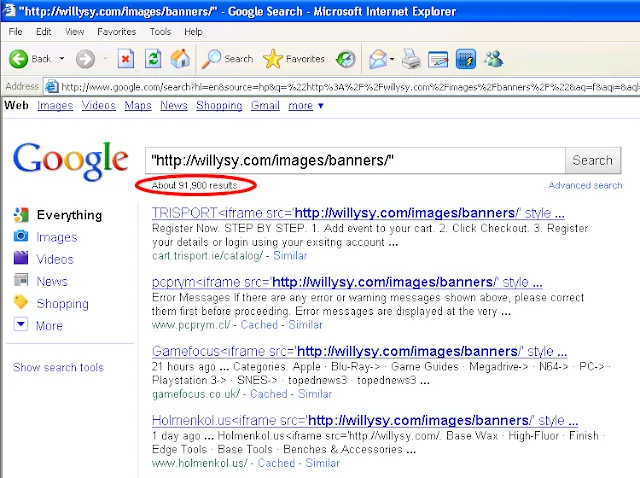 "http://willysy.com/images/banners/" - Google Search - Microsoft Internet Explorer
File Edit View Favorites Tools Help
Back Search Favorites
Address http://www.google.com/search?hl=en&source=hp&q=%22http%3A%2F%2Fwillysy.com%2Fimages%2Fbanners%2F%22&aq=f&aqi=&aql
Web Images Videos Maps News Shopping Gmail more ▼
Google "http://willysy.com/images/banners/" Search
About 91,900 results Advanced search
Everything
Images
Videos
News
Shopping
More
Show search tools
TRISPORT<iframe src='http://willysy.com/images/banners/' style ...
Register Now. STEP BY STEP. 1. Add event to your cart. 2. Click Checkout. 3. Register
your details or login using your exsitng account ...
cart.trisport.ie/catalog/ - Similar
pcprym<iframe src='http://willysy.com/images/banners/' style ...
Error Messages If there are any error or warning messages shown above, please correct
them first before proceeding. Error messages are displayed at the very ...
www.pcprym.cl/ - Cached - Similar
Gamefocus<iframe src='http://willysy.com/images/banners/' style ...
21 hours ago ... Categories. Apple · Blu-Ray-> · Game Guides · Megadrive-> · N64-> · PC-> ·
Playstation 3-> · SNES-> · topednews3 · topednews3 ...
gamefocus.co.uk/ - Cached - Similar
Holmenkol.us<iframe src='http://willysy.com/images/banners/' style ...
1 day ago ... Holmenkol.us<iframe src='http://willysy.com/. Base Wax · High-Fluor · Finish ·
Edge Tools · Base Tools · Benches & Accessories ...
www.holmenkol.us/ - Cached - Similar